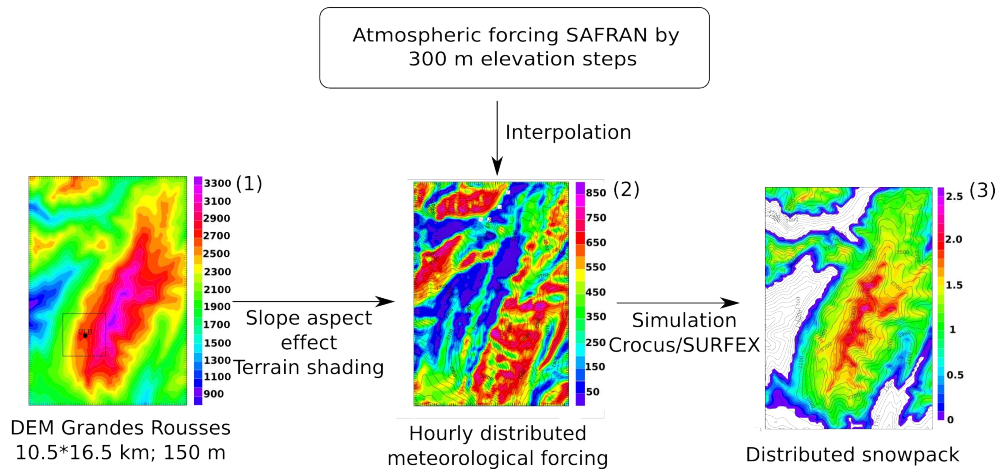 Atmospheric forcing SAFRAN by
300 m elevation steps
Interpolation
3300
3100
2900
2700
2500
2300
2100
1900
1700
1500
1300
1100
900
(1)
DEM Grandes Rousses
10.5*16.5 km; 150 m
Slope aspect
effect
Terrain shading
850
750
650
550
450
350
250
150
50
(2)
Hourly distributed
meteorological forcing
Simulation
Crocus/SURFEX
2.5
2.0
1.5
1
0.5
0
(3)
Distributed snowpack